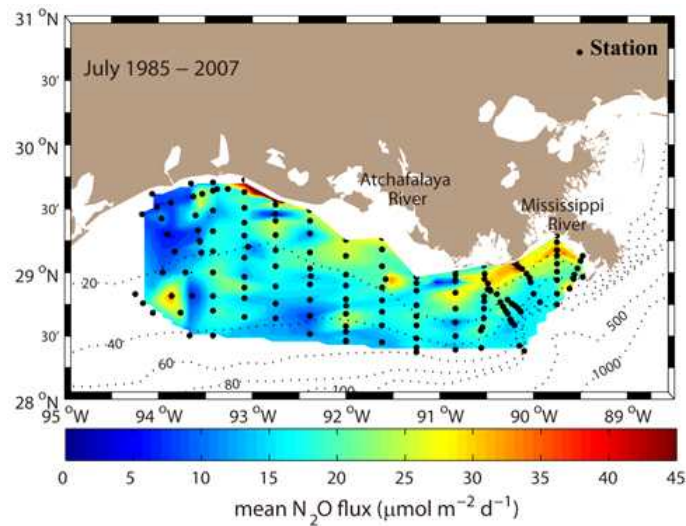 31 °N
• Station
July 1985 – 2007
30'
30 °N
Atchafalaya
River
Mississippi
River
30'
29 °N
20
30'
40
60
80
100
500
1000
28 °N
95 °W 94 °W 93 °W 92 °W 91 °W 90 °W 89 °W
0 5 10 15 20 25 30 35 40 45
mean N₂O flux (μmol m⁻² d⁻¹)